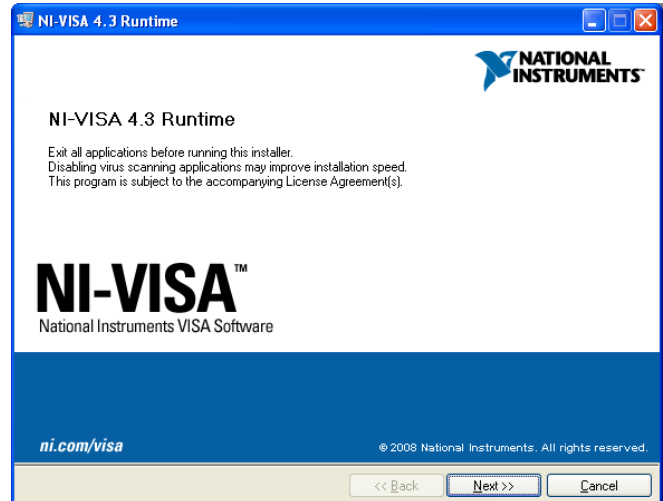 NI-VISA 4.3 Runtime
NATIONAL
INSTRUMENTS™
NI-VISA 4.3 Runtime
Exit all applications before running this installer.
Disabling virus scanning applications may improve installation speed.
This program is subject to the accompanying License Agreement(s).
NI-VISA™
National Instruments VISA Software
ni.com/visa
© 2008 National Instruments. All rights reserved.
<< Back
Next >>
Cancel